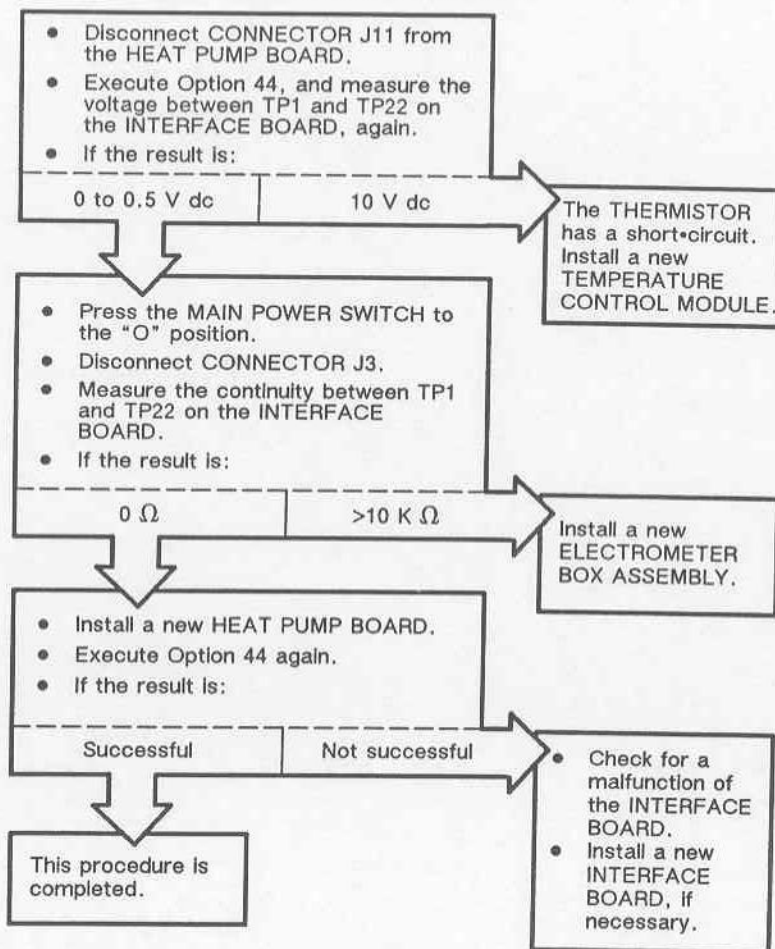 • Disconnect CONNECTOR J11 from
the HEAT PUMP BOARD.
• Execute Option 44, and measure the
voltage between TP1 and TP22 on
the INTERFACE BOARD, again.
• If the result is:
0 to 0.5 V dc
10 V dc
The THERMISTOR
has a short•circuit.
Install a new
TEMPERATURE
CONTROL MODULE.
• Press the MAIN POWER SWITCH to
the "O" position.
• Disconnect CONNECTOR J3.
• Measure the continuity between TP1
and TP22 on the INTERFACE
BOARD.
• If the result is:
0 Ω
>10 K Ω
Install a new
ELECTROMETER
BOX ASSEMBLY.
• Install a new HEAT PUMP BOARD.
• Execute Option 44 again.
• If the result is:
Successful
Not successful
• Check for a
malfunction of
the INTERFACE
BOARD.
• Install a new
INTERFACE
BOARD, if
necessary.
This procedure is
completed.